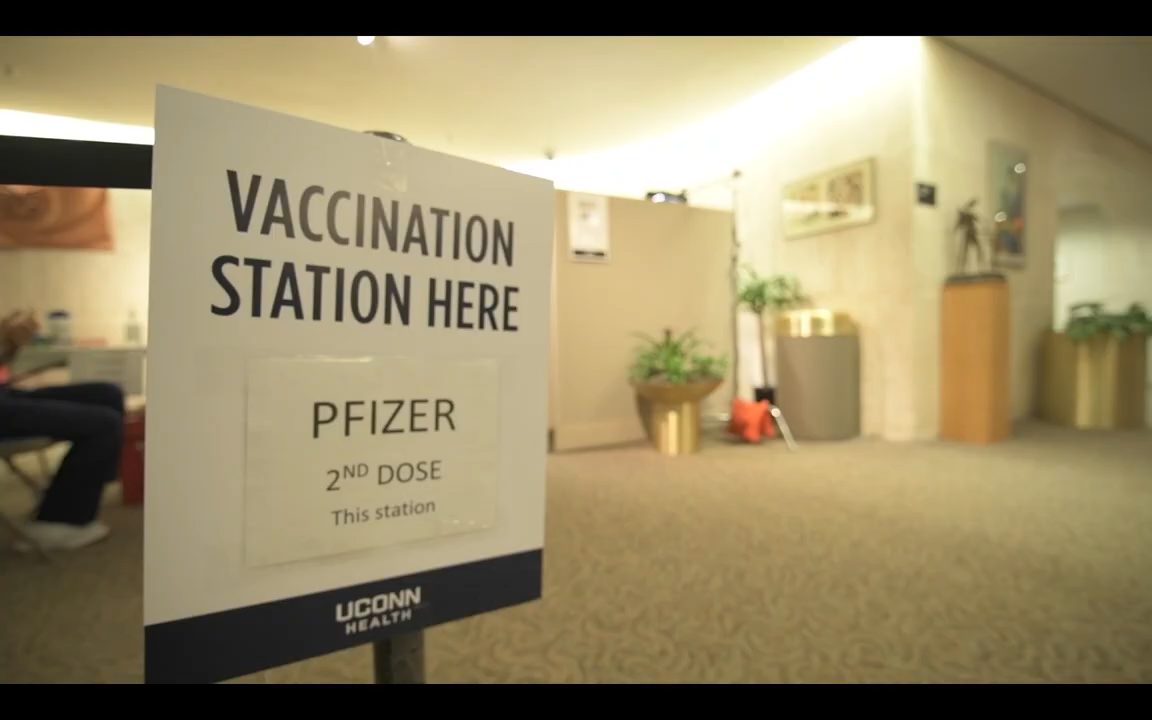 VACCINATION
STATION HERE
PFIZER
2ND DOSE
This station
UCONN
HEALTH